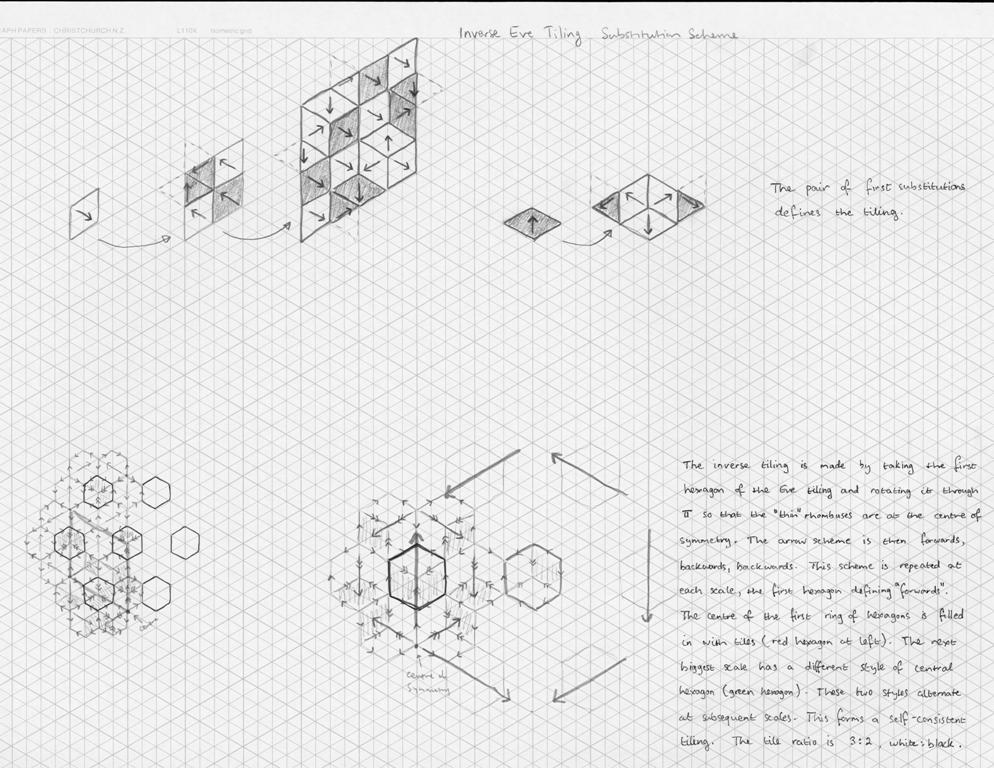 APH PAPERS . CHRISTCHURCH N.Z. L110K Isometric grid
Inverse Eve Tiling Substitution Scheme
The pair of first substitutions
defines the tiling.
The inverse tiling is made by taking the first
hexagon of the Eve tiling and rotating it through
π so that the "thin" rhombuses are at the centre of
symmetry. The arrow scheme is then forwards,
backwards, backwards. This scheme is repeated at
each scale, the first hexagon defining "forwards".
The centre of the first ring of hexagons is filled
in with tiles (red hexagon at left). The next
biggest scale has a different style of central
hexagon (green hexagon). These two styles alternate
at subsequent scales. This forms a self-consistent
tiling. The tile ratio is 3:2, white:black.
centre of
symmetry